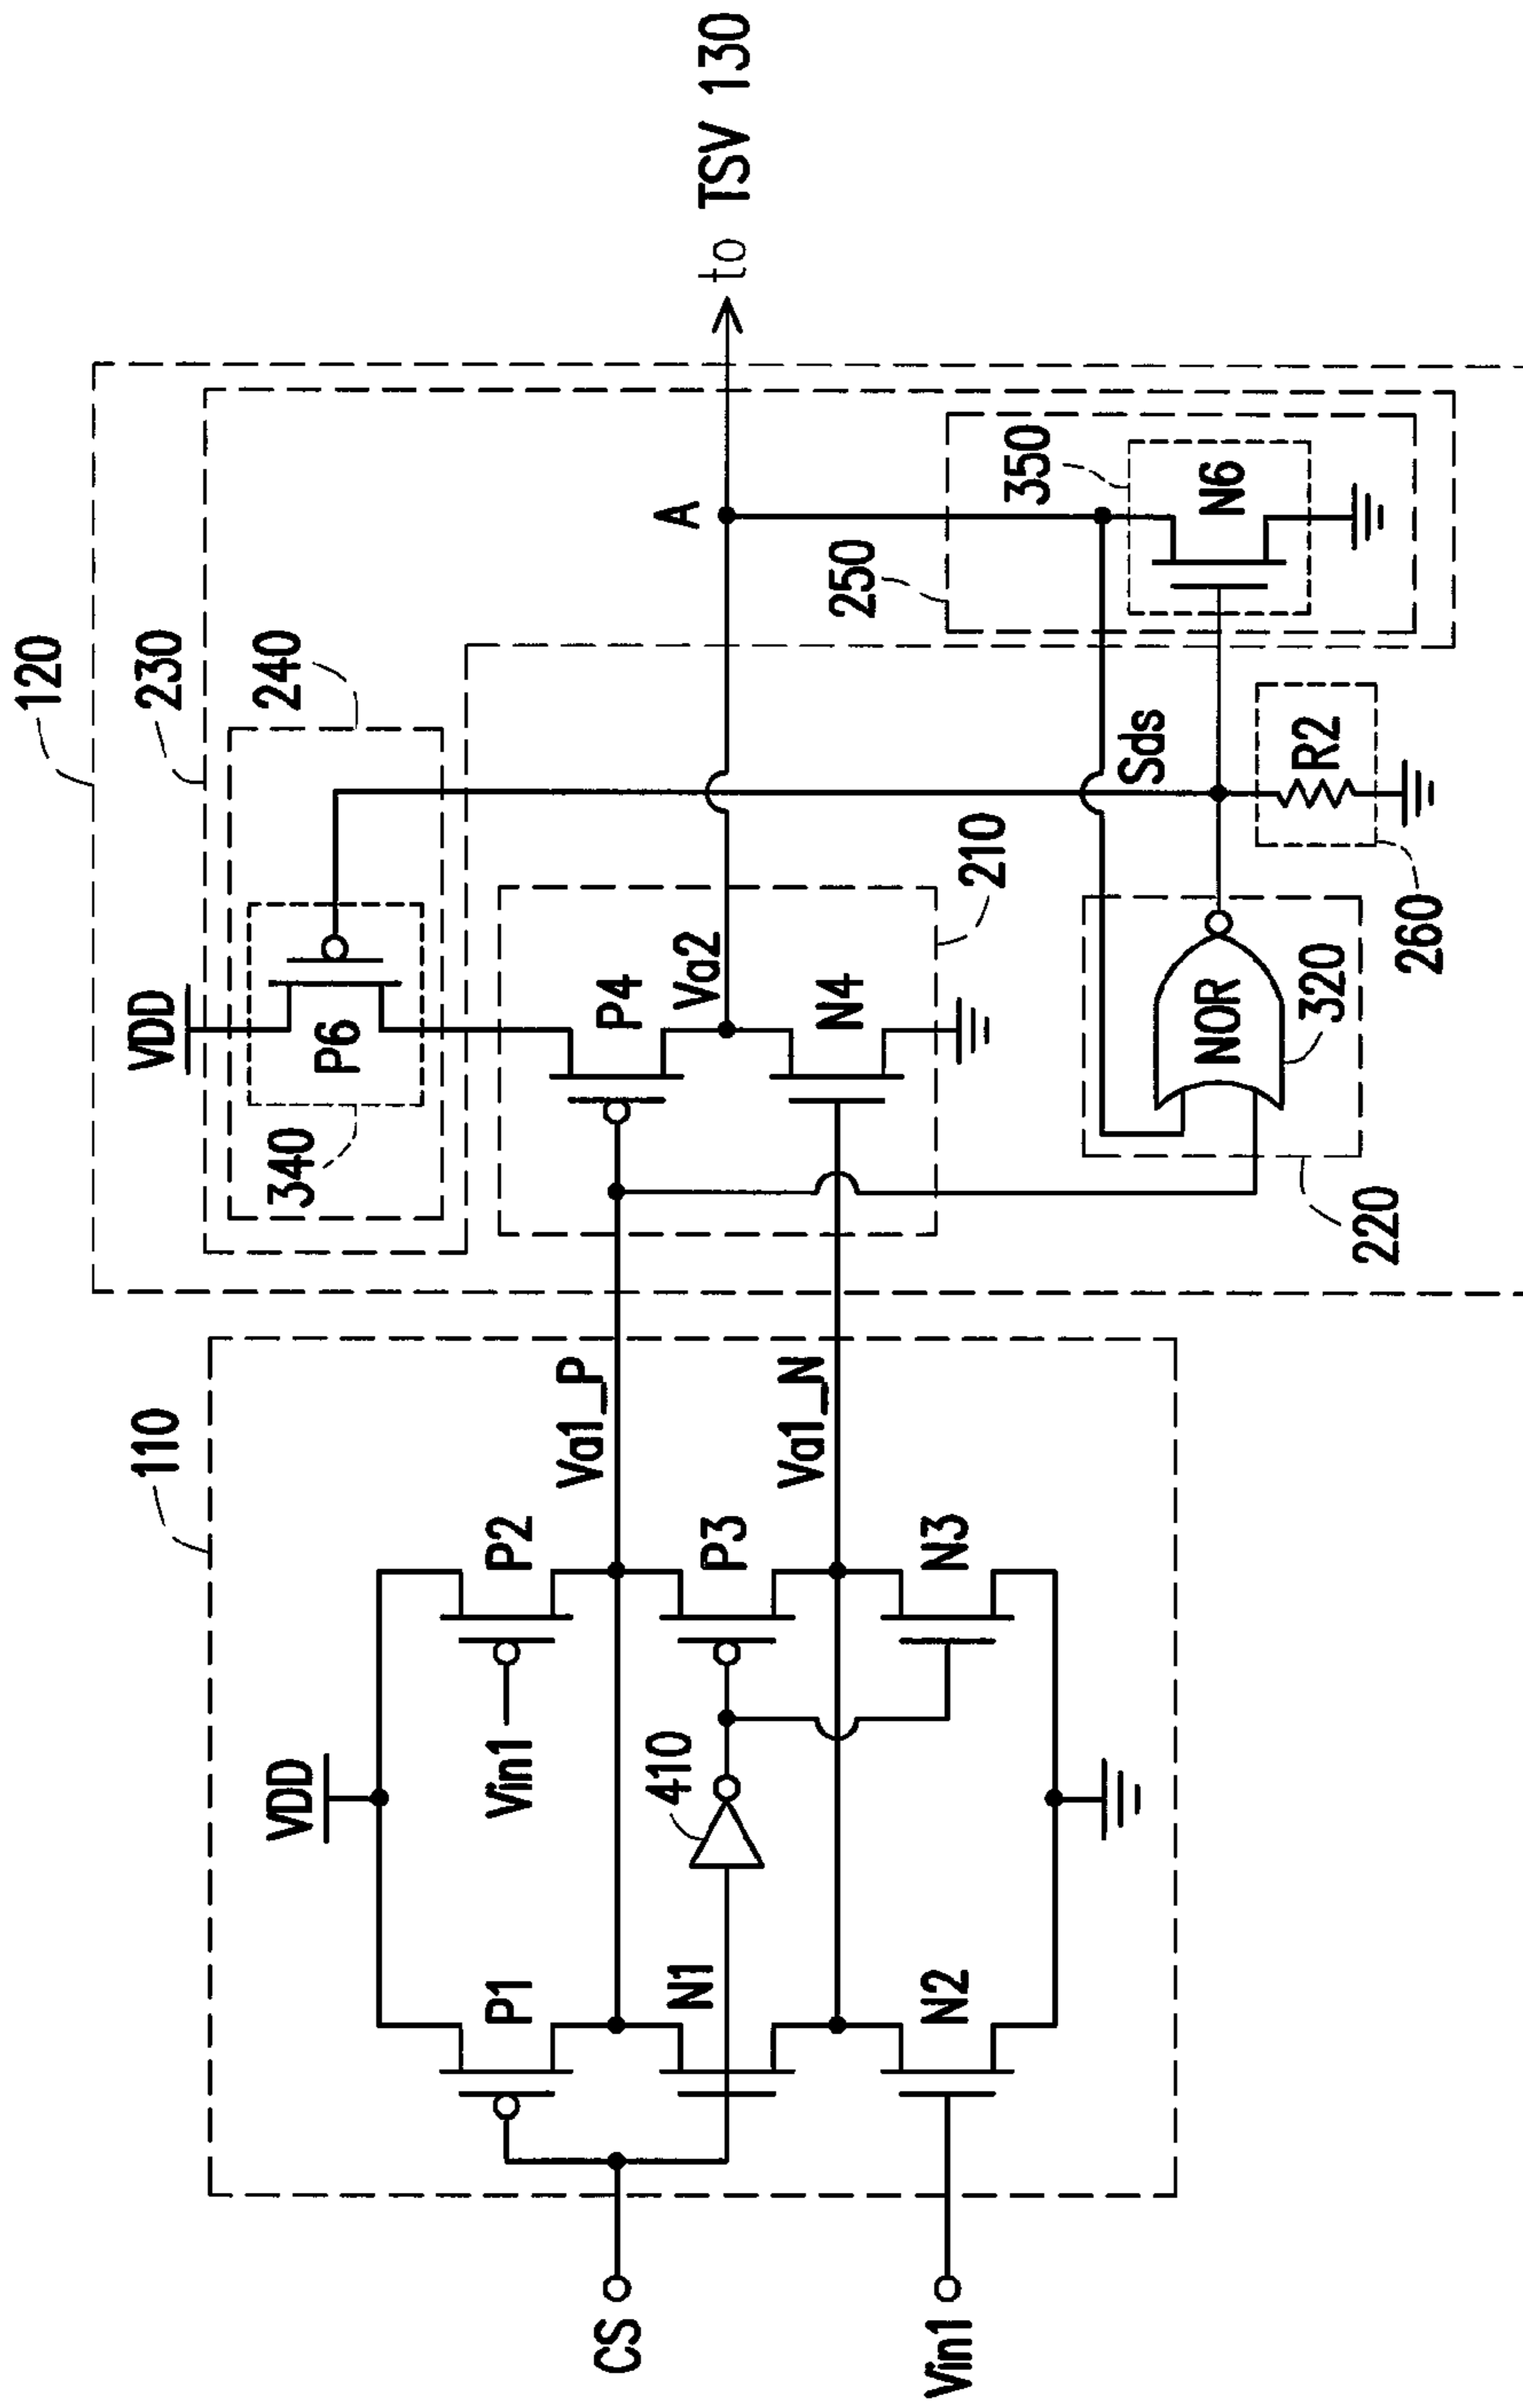 120
230
240
VDD
P6
340
110
VDD
P1
P2
Vin1
Va1_P
P4
Va2
A
to TSV 130
210
N1
410
P3
Va1_N
N4
250
350
N6
CS
N2
N3
Vin1
Sds
R2
NOR
320
260
220